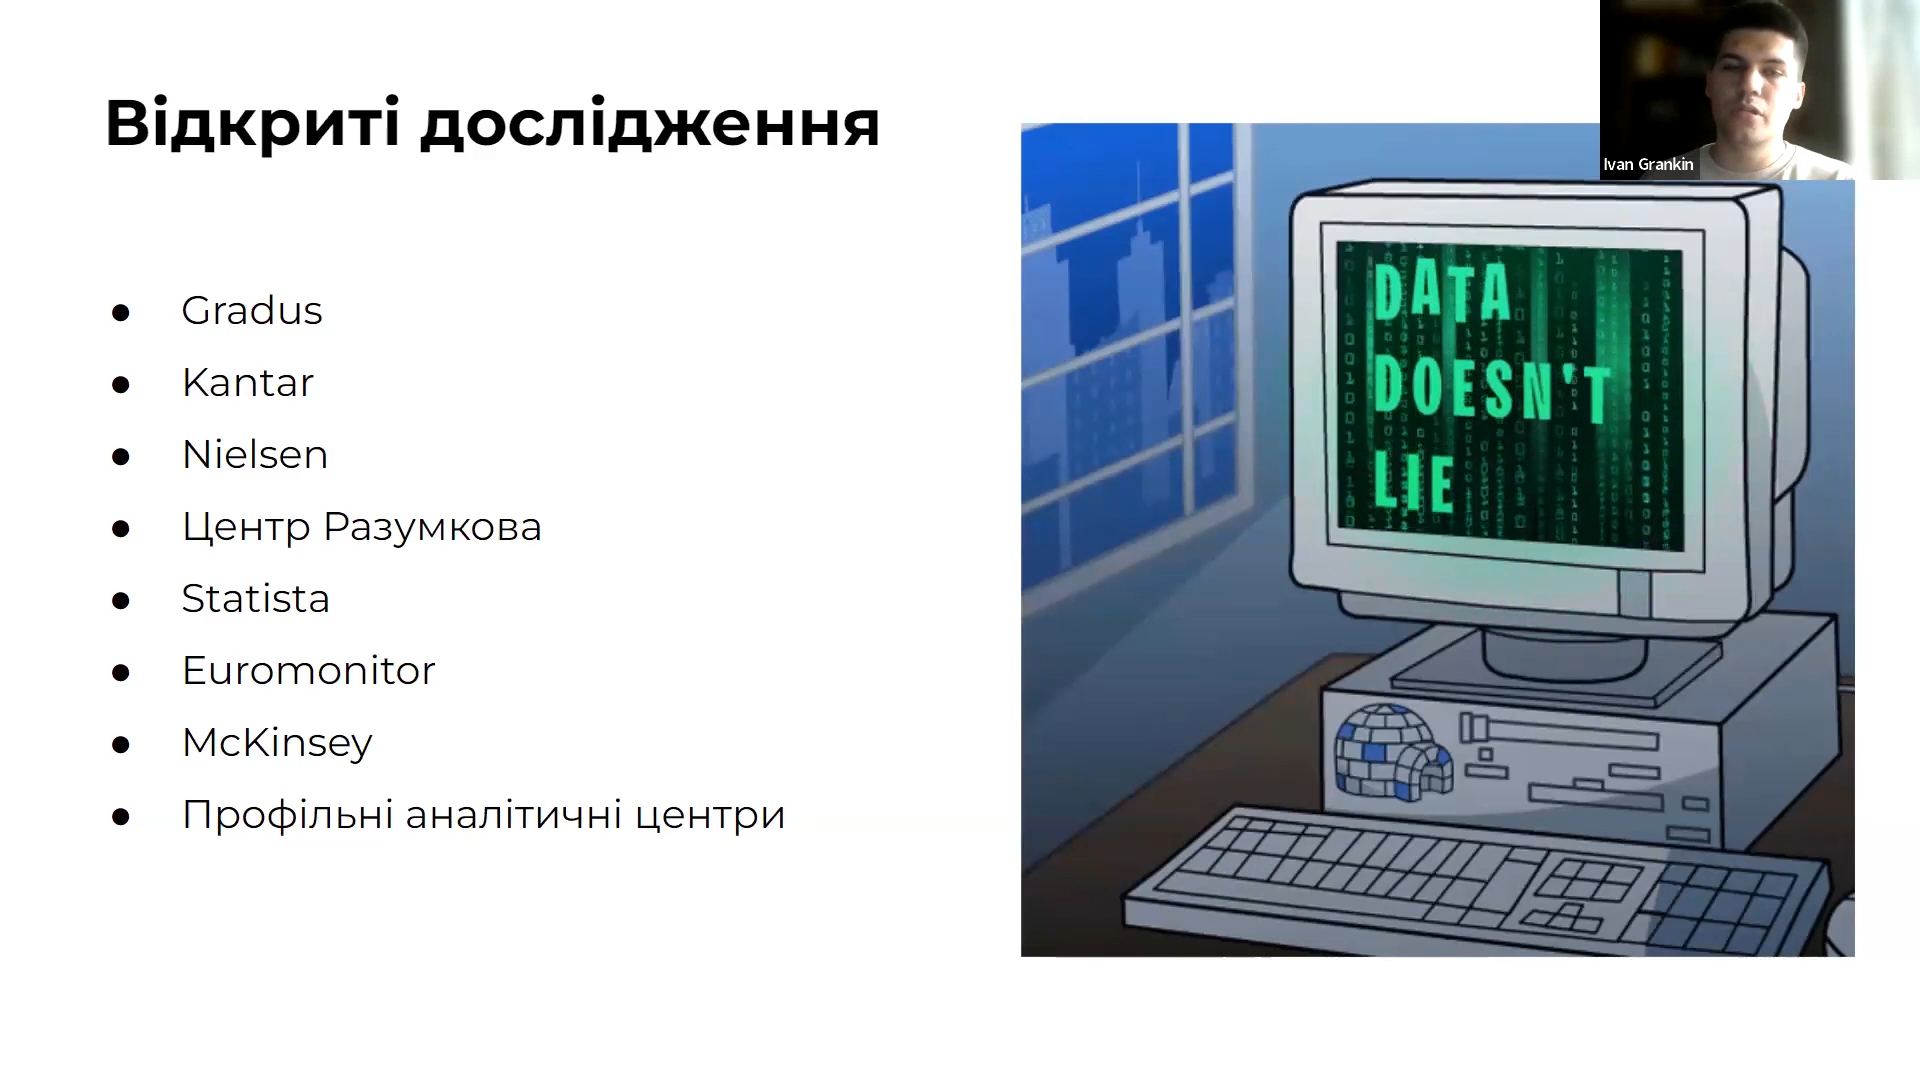 Відкриті дослідження
Gradus
Kantar
Nielsen
Центр Разумкова
Statista
Euromonitor
McKinsey
Профільні аналітичні центри
DATA
DOESN'T
LIE
Ivan Grankin